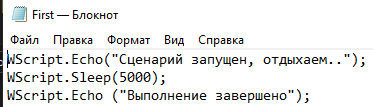 First — Блокнот
Файл Правка Формат Вид Справка
WScript.Echo("Сценарий запущен, отдыхаем..");
WScript.Sleep(5000);
WScript.Echo ("Выполнение завершено");